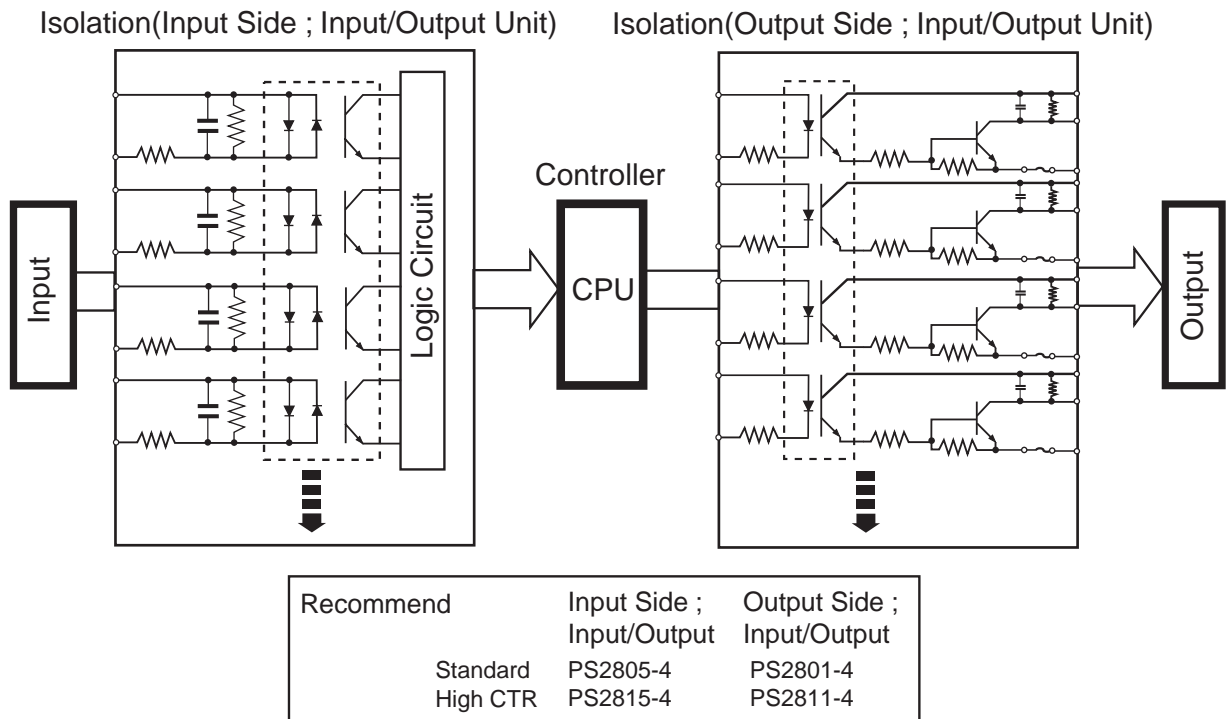 Isolation(Input Side ; Input/Output Unit)
Isolation(Output Side ; Input/Output Unit)
Input
Logic Circuit
Controller
CPU
Output
Recommend Input Side ; Output Side ;
Input/Output Input/Output
Standard PS2805-4 PS2801-4
High CTR PS2815-4 PS2811-4